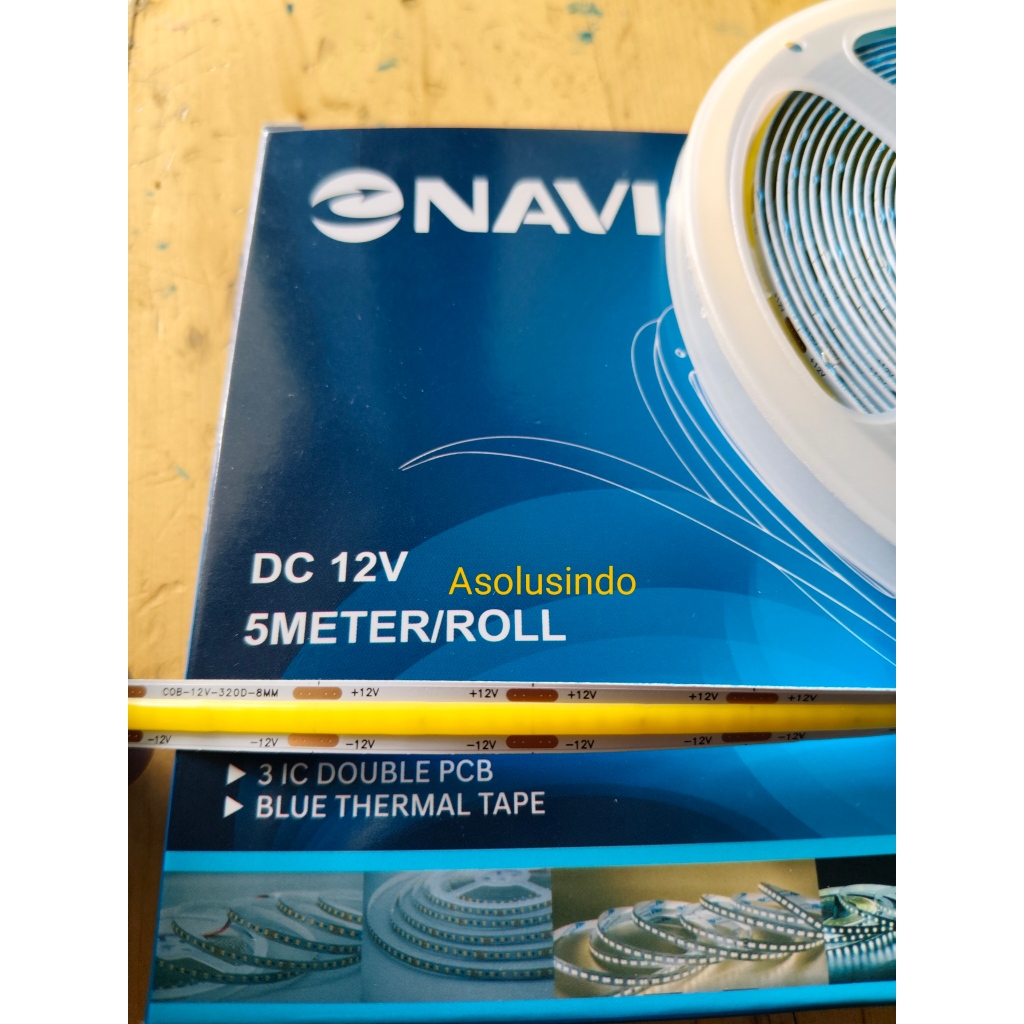 NAVI
DC 12V
Asolusindo
5METER/ROLL
COB-12V-320D-8MM +12V +12V +12V +12V +12V
-12V -12V -12V -12V -12V -12V -12V
3 IC DOUBLE PCB
BLUE THERMAL TAPE